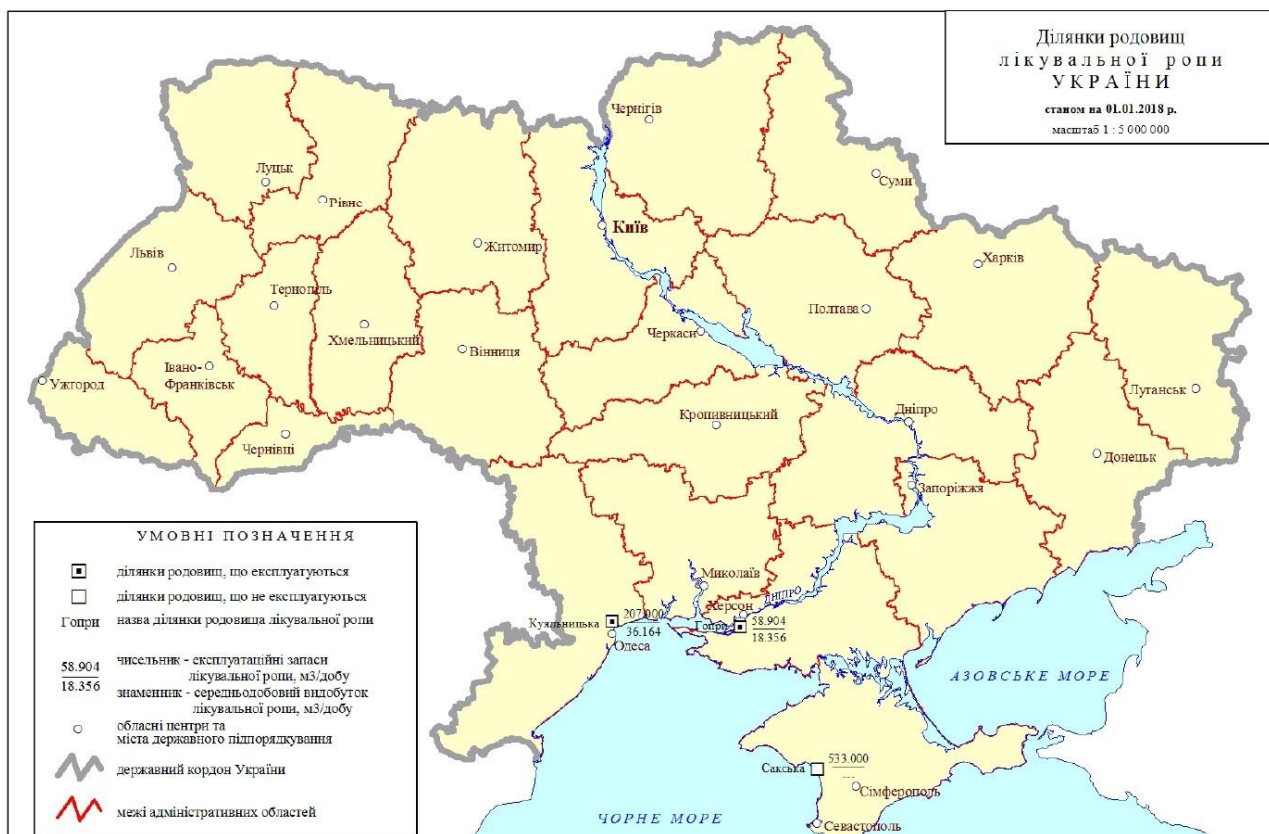 Ділянки родовищ
лікувальної ропи
УКРАЇНИ
станом на 01.01.2018 р.
масштаб 1 : 5 000 000
Чернігів
Луцьк
Суми
Рівне
Київ
Житомир
Львів
Харків
Тернопіль
Полтава
Черкаси
Хмельницький
Вінниця
Івано-
Франківськ
Ужгород
Луганськ
Кропивницький
Дніпро
Чернівці
Донецьк
Запоріжжя
Миколаїв
ДНІПРО
Херсон
Куяльницька
207.000
36.164
Гопри
58.904
18.356
Одеса
АЗОВСЬКЕ МОРЕ
Сакська
533.000
---
Сімферополь
ЧОРНЕ МОРЕ
Севастополь
УМОВНІ ПОЗНАЧЕННЯ
ділянки родовищ, що експлуатуються
ділянки родовищ, що не експлуатуються
Гопри назва ділянки родовища лікувальної ропи
58.904 чисельник - експлуатаційні запаси
лікувальної ропи, м3/добу
18.356 знаменник - середньодобовий видобуток
лікувальної ропи, м3/добу
обласні центри та
міста державного підпорядкування
державний кордон України
межі адміністративних областей